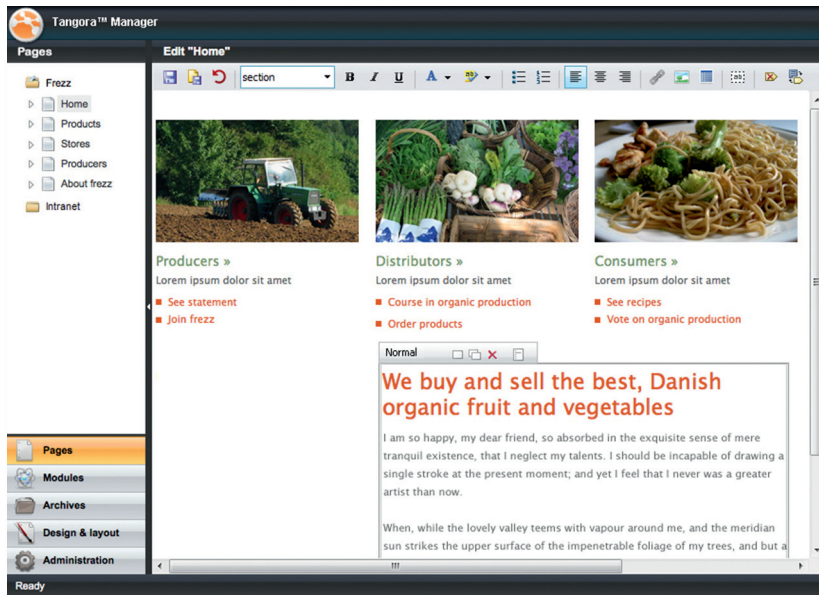 Tangora™ Manager
Pages
Edit "Home"
section
B I U A ab
ab
Frezz
Home
Products
Stores
Producers
About frezz
Intranet
Producers »
Lorem ipsum dolor sit amet
See statement
Join frezz
Distributors »
Lorem ipsum dolor sit amet
Course in organic production
Order products
Consumers »
Lorem ipsum dolor sit amet
See recipes
Vote on organic production
Normal
We buy and sell the best, Danish
organic fruit and vegetables
I am so happy, my dear friend, so absorbed in the exquisite sense of mere
tranquil existence, that I neglect my talents. I should be incapable of drawing a
single stroke at the present moment; and yet I feel that I never was a greater
artist than now.
When, while the lovely valley teems with vapour around me, and the meridian
sun strikes the upper surface of the impenetrable foliage of my trees, and but a
Pages
Modules
Archives
Design & layout
Administration
Ready